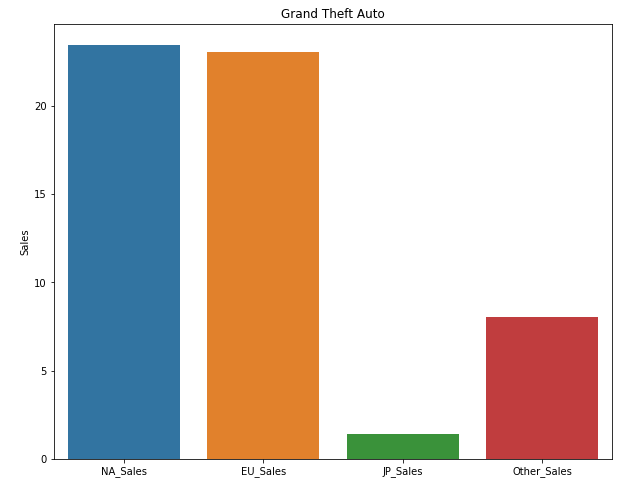 Grand Theft Auto
Sales
20
15
10
5
0
NA_Sales
EU_Sales
JP_Sales
Other_Sales